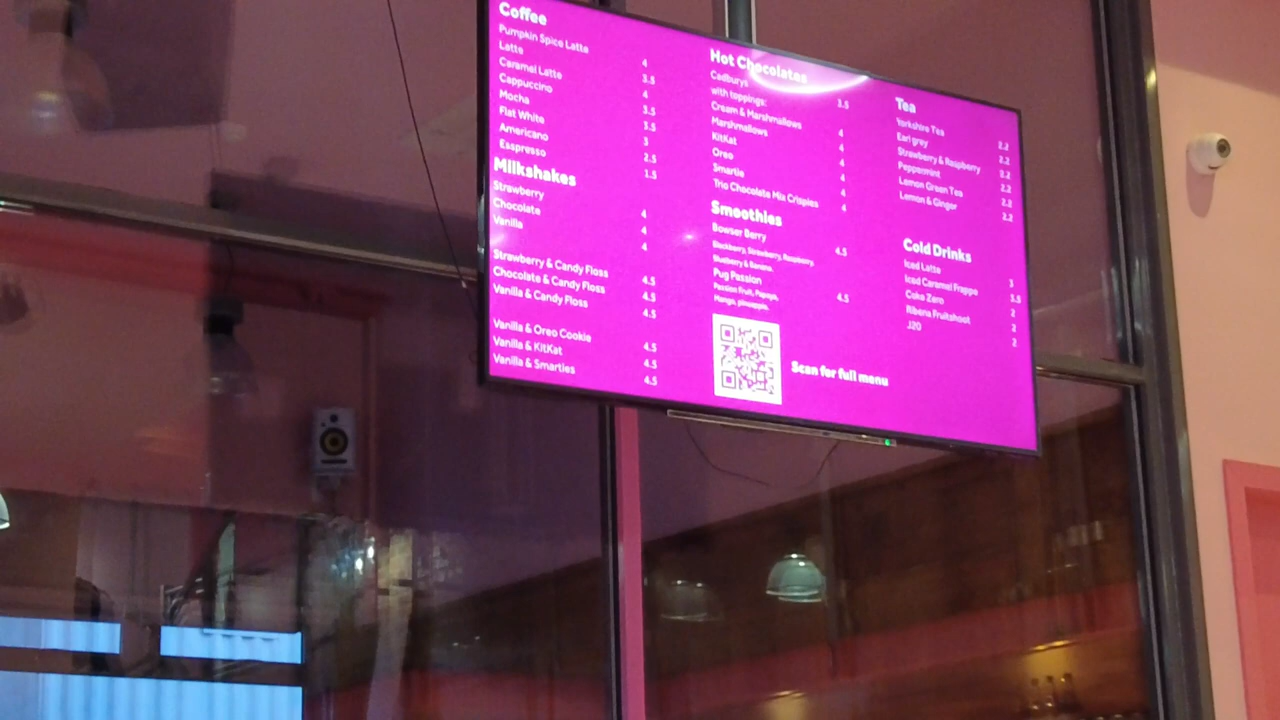 Coffee
Pumpkin Spice Latte 4
Latte 3.5
Caramel Latte 4
Cappuccino 3.5
Mocha 3.5
Flat White 3
Americano 2.5
Esspresso 1.5
Milkshakes
Strawberry 4
Chocolate 4
Vanilla 4
Strawberry & Candy Floss 4.5
Chocolate & Candy Floss 4.5
Vanilla & Candy Floss 4.5
Vanilla & Oreo Cookie 4.5
Vanilla & KitKat 4.5
Vanilla & Smarties 4.5
Hot Chocolates
Cadburys 3.5
with toppings:
Cream & Marshmallows 4
Marshmallows 4
KitKat 4
Oreo 4
Smartie 4
Trio Chocolate Mix Crispies 4
Smoothies
Bowser Berry 4.5
Blackberry, Strawberry, Raspberry,
Blueberry & Banana.
Pug Passion 4.5
Passion Fruit, Papaya,
Mango, pineapple.
Scan for full menu
Tea
Yorkshire Tea 2.2
Earl grey 2.2
Strawberry & Raspberry 2.2
Peppermint 2.2
Lemon Green Tea 2.2
Lemon & Ginger 2.2
Cold Drinks
Iced Latte 3
Iced Caramel Frappe 3.5
Coke Zero 2
Ribena Fruitshoot 2
J20 2